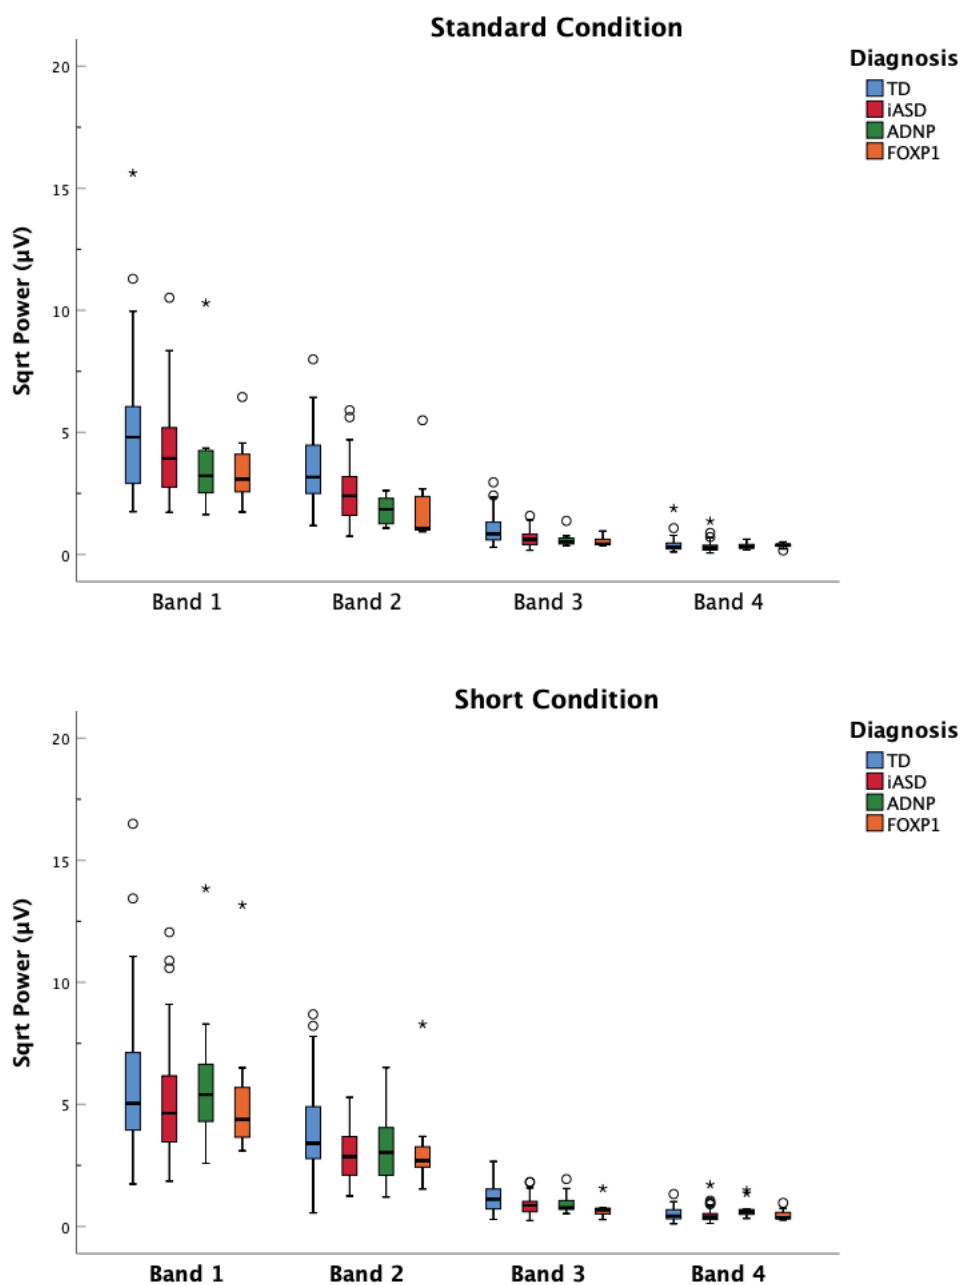 Standard Condition
Diagnosis
TD
iASD
ADNP
FOXP1
Sqrt Power (µV)
20
15
10
5
0
Band 1 Band 2 Band 3 Band 4
Short Condition
Diagnosis
TD
iASD
ADNP
FOXP1
Sqrt Power (µV)
20
15
10
5
0
Band 1 Band 2 Band 3 Band 4